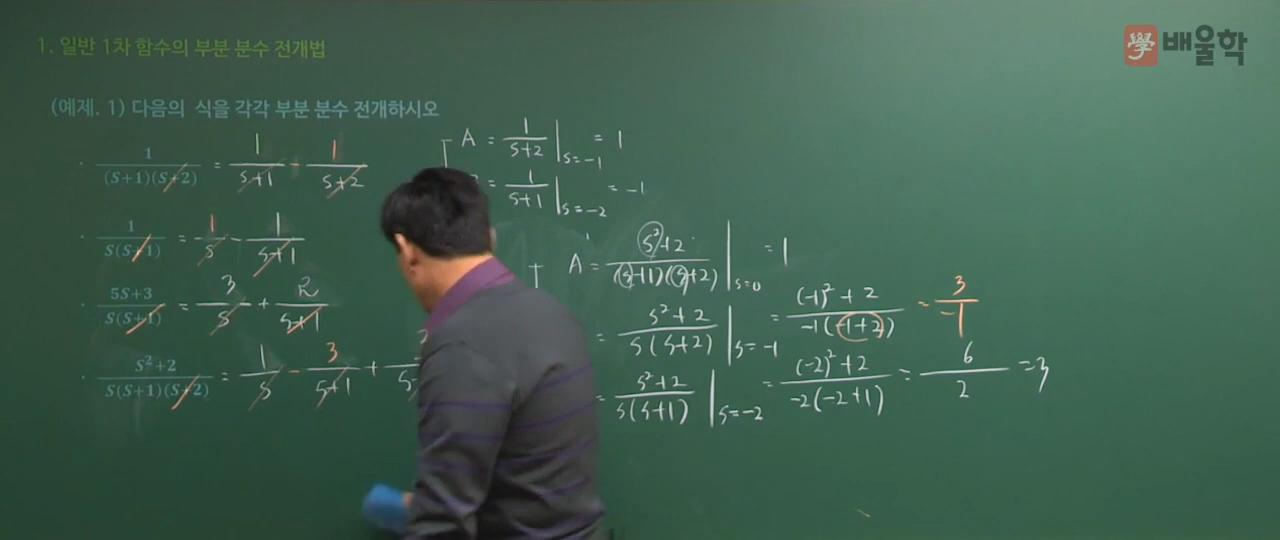 1. 일반 1차 함수의 부분 분수 전개법
學 배울학
(예제. 1) 다음의 식을 각각 부분 분수 전개하시오
· 1/((S+1)(S+2)) = 1/(s+1) - 1/(s+2)
· 1/(S(S+1)) = 1/s - 1/(s+1)
· (5S+3)/(S(S+1)) = 3/s + 2/(s+1)
· (S²+2)/(S(S+1)(S+2)) = 1/s - 3/(s+1) +
A = 1/(s+2) |s=-1 = 1
= 1/(s+1) |s=-2 = -1
A = (s²+2)/((s+1)(s+2)) |s=0 = 1
= (s²+2)/(s(s+2)) |s=-1 = ((-1)²+2)/(-1(-1+2)) = 3/-1
= (s²+2)/(s(s+1)) |s=-2 = ((-2)²+2)/(-2(-2+1)) = 6/2 = 3